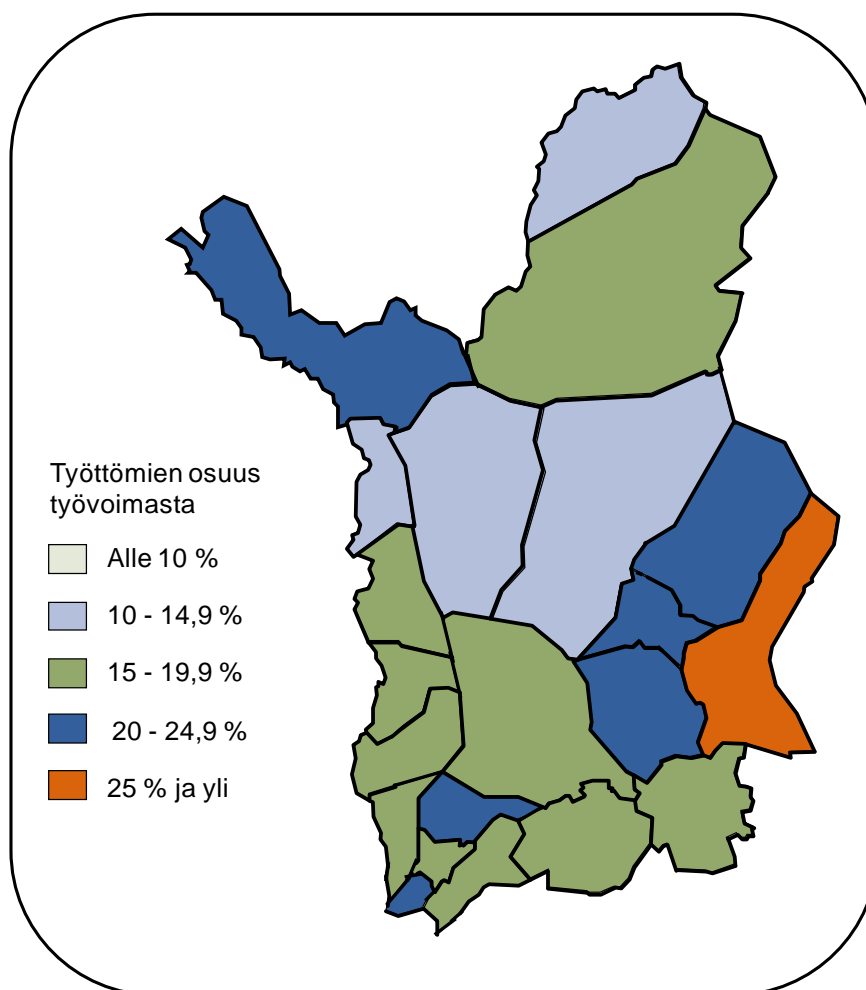 Työttömien osuus
työvoimasta
Alle 10 %
10 - 14,9 %
15 - 19,9 %
20 - 24,9 %
25 % ja yli